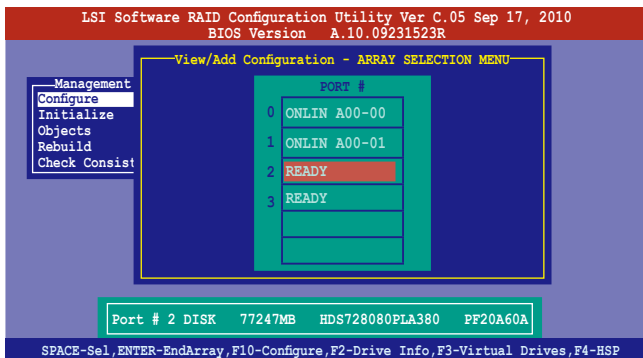 LSI Software RAID Configuration Utility Ver C.05 Sep 17, 2010
BIOS Version A.10.09231523R
View/Add Configuration - ARRAY SELECTION MENU
Management
Configure
Initialize
Objects
Rebuild
Check Consist
PORT #
0 ONLIN A00-00
1 ONLIN A00-01
2 READY
3 READY
Port # 2 DISK 77247MB HDS728080PLA380 PF20A60A
SPACE-Sel,ENTER-EndArray,F10-Configure,F2-Drive Info,F3-Virtual Drives,F4-HSP